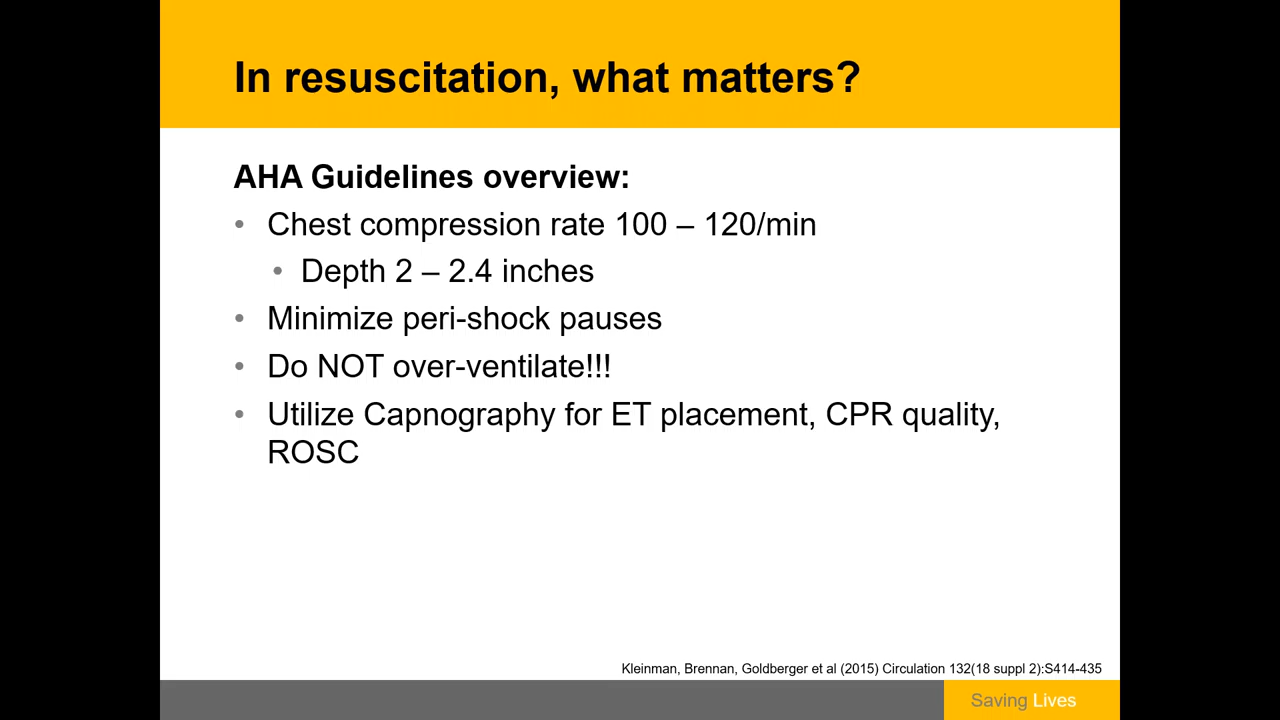 In resuscitation, what matters?
AHA Guidelines overview:
• Chest compression rate 100 – 120/min
• Depth 2 – 2.4 inches
• Minimize peri-shock pauses
• Do NOT over-ventilate!!!
• Utilize Capnography for ET placement, CPR quality,
ROSC
Kleinman, Brennan, Goldberger et al (2015) Circulation 132(18 suppl 2):S414-435
Saving Lives